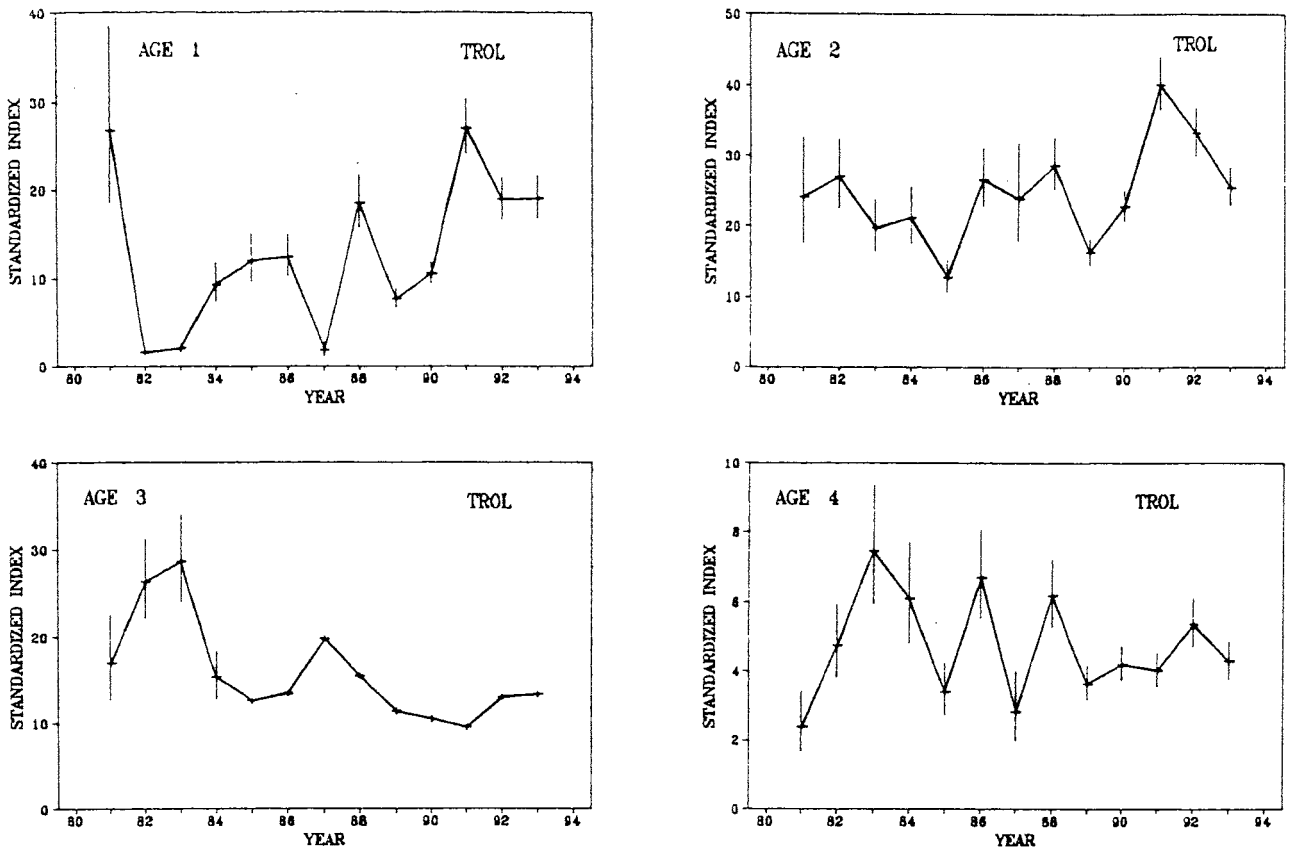 AGE 1 TROL
STANDARDIZED INDEX
40
30
20
10
0
80 82 84 86 88 90 92 94
YEAR
AGE 2 TROL
STANDARDIZED INDEX
50
40
30
20
10
0
80 82 84 86 88 90 92 94
YEAR
AGE 3 TROL
STANDARDIZED INDEX
40
30
20
10
0
80 82 84 86 88 90 92 94
YEAR
AGE 4 TROL
STANDARDIZED INDEX
10
8
6
4
2
0
80 82 84 86 88 90 92 94
YEAR